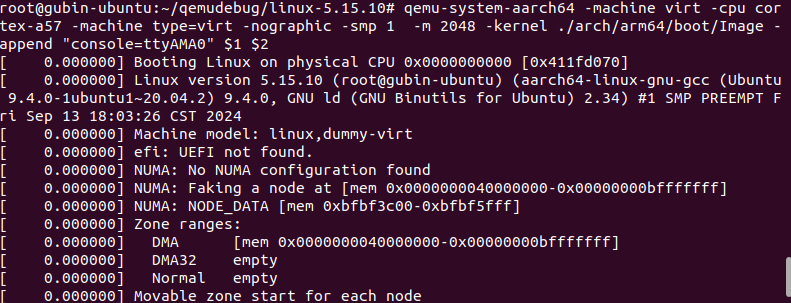 root@gubin-ubuntu:~/qemudebug/linux-5.15.10# qemu-system-aarch64 -machine virt -cpu cor
tex-a57 -machine type=virt -nographic -smp 1  -m 2048 -kernel ./arch/arm64/boot/Image -
append "console=ttyAMA0" $1 $2
[    0.000000] Booting Linux on physical CPU 0x0000000000 [0x411fd070]
[    0.000000] Linux version 5.15.10 (root@gubin-ubuntu) (aarch64-linux-gnu-gcc (Ubuntu
 9.4.0-1ubuntu1~20.04.2) 9.4.0, GNU ld (GNU Binutils for Ubuntu) 2.34) #1 SMP PREEMPT F
ri Sep 13 18:03:26 CST 2024
[    0.000000] Machine model: linux,dummy-virt
[    0.000000] efi: UEFI not found.
[    0.000000] NUMA: No NUMA configuration found
[    0.000000] NUMA: Faking a node at [mem 0x0000000040000000-0x00000000bfffffff]
[    0.000000] NUMA: NODE_DATA [mem 0xbfbf3c00-0xbfbf5fff]
[    0.000000] Zone ranges:
[    0.000000]   DMA      [mem 0x0000000040000000-0x00000000bfffffff]
[    0.000000]   DMA32    empty
[    0.000000]   Normal   empty
[    0.000000] Movable zone start for each node